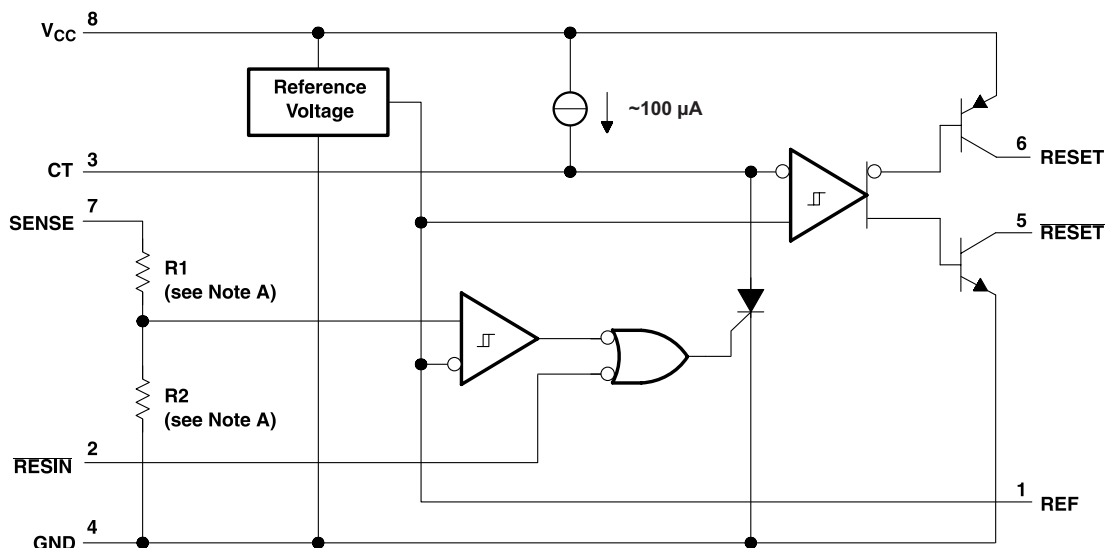 8
VCC
Reference
Voltage
~100 µA
3
CT
6
RESET
7
SENSE
5
RESET
R1
(see Note A)
R2
(see Note A)
2
RESIN
1
REF
4
GND